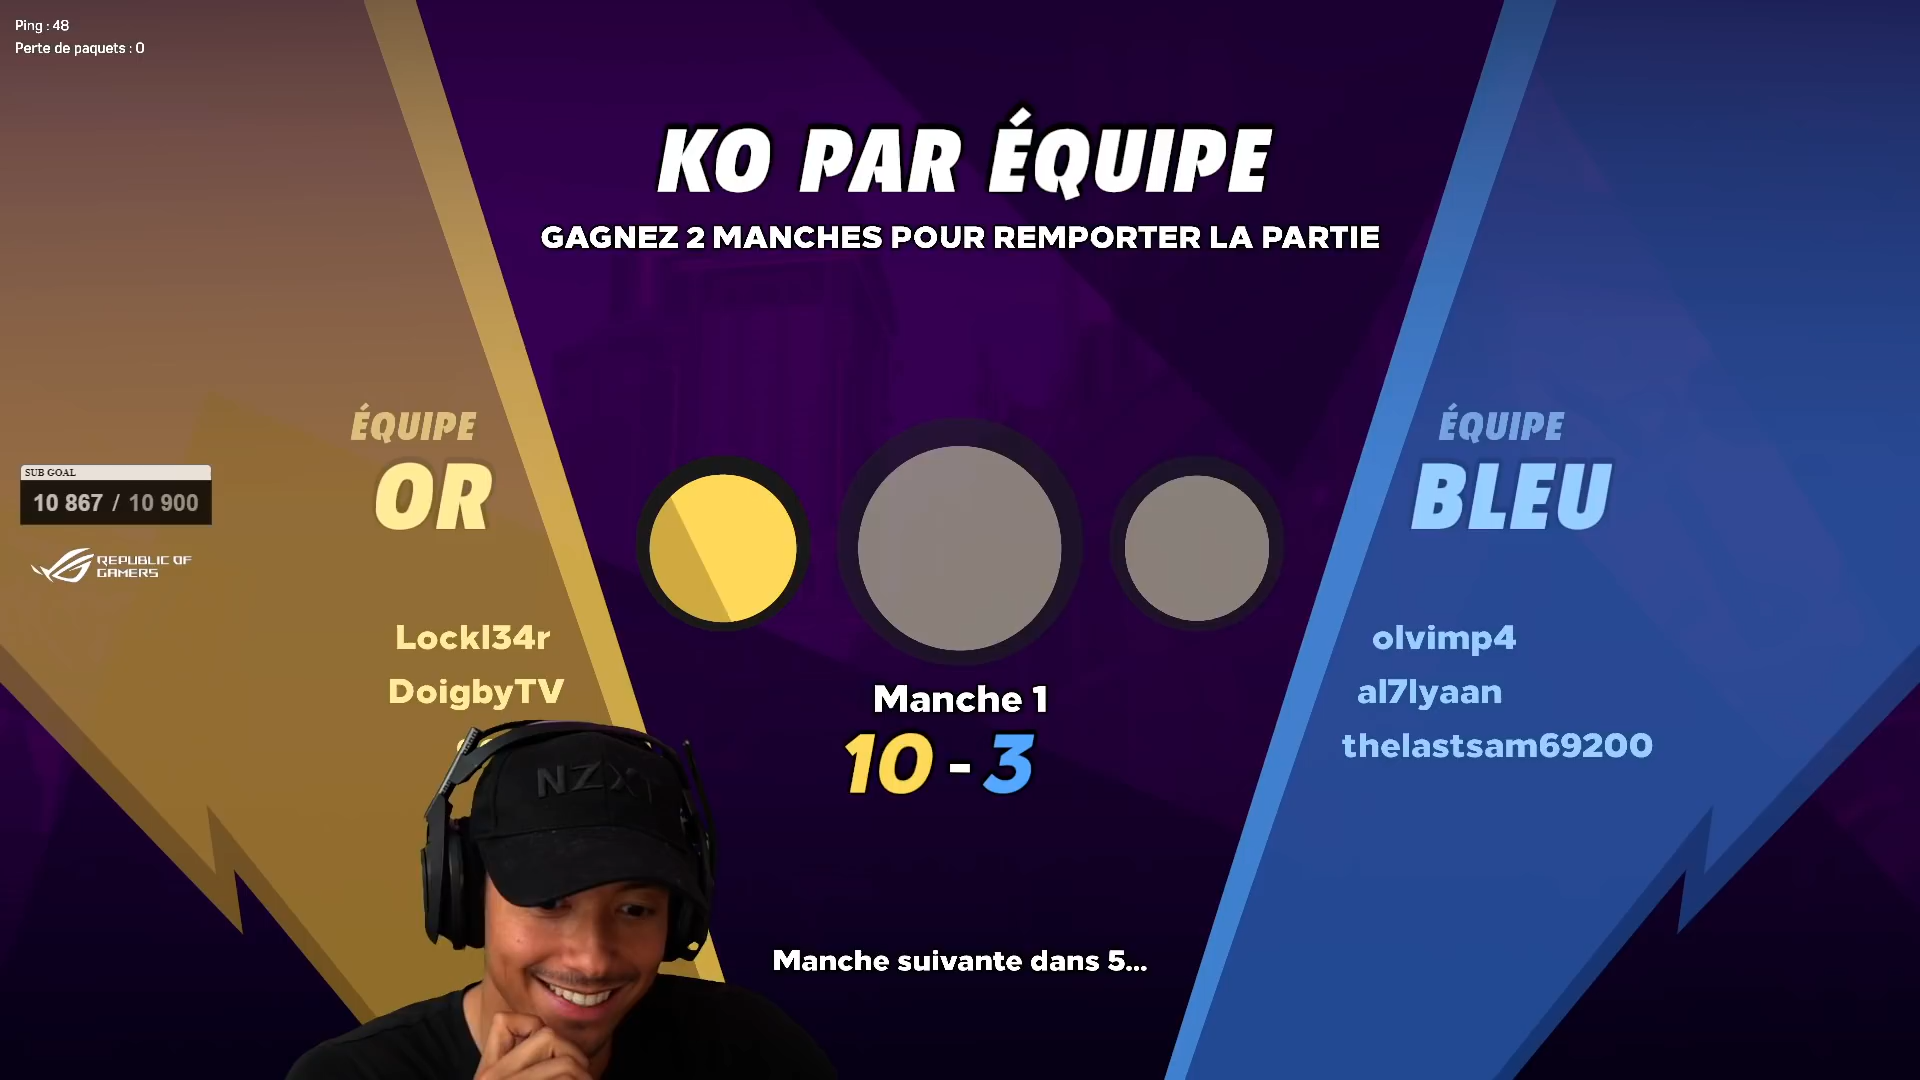 Ping : 48
Perte de paquets : 0
KO PAR ÉQUIPE
GAGNEZ 2 MANCHES POUR REMPORTER LA PARTIE
ÉQUIPE
OR
ÉQUIPE
BLEU
SUB GOAL
10 867 / 10 900
REPUBLIC OF
GAMERS
Lockl34r
DoigbyTV
olvimp4
al7lyaan
thelastsam69200
Manche 1
10 - 3
NZXT
Manche suivante dans 5...